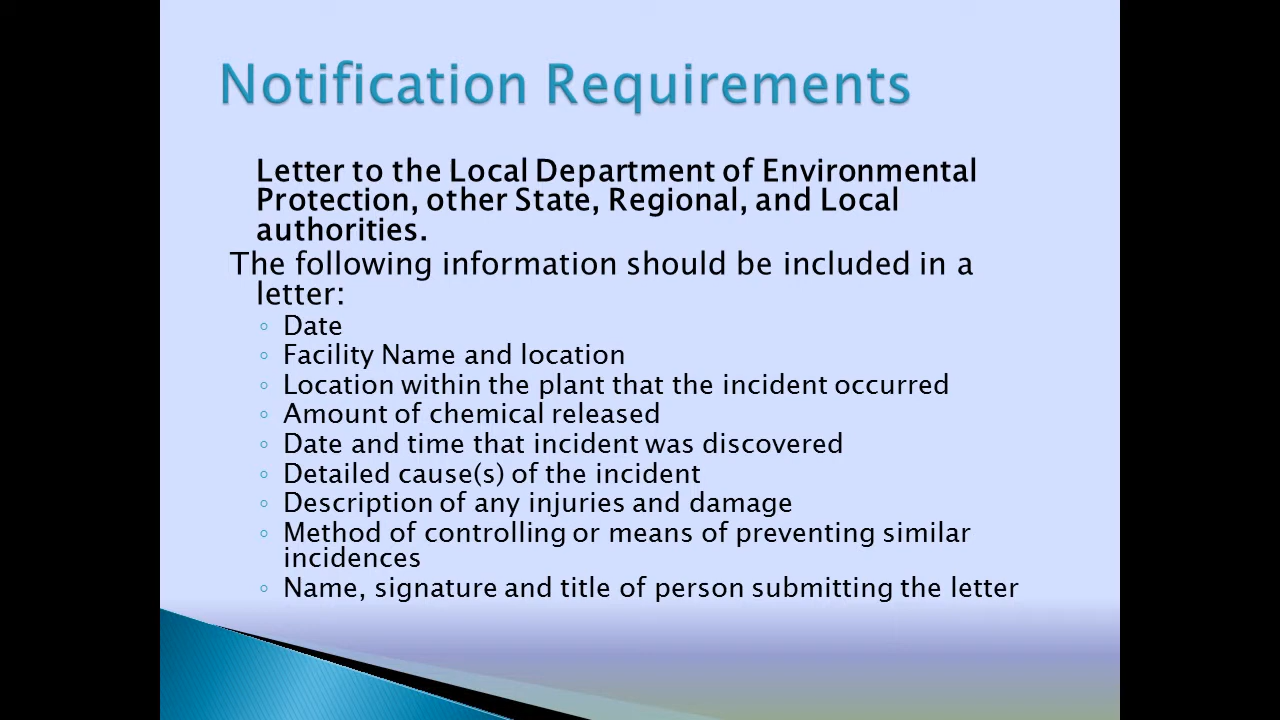 Notification Requirements
Letter to the Local Department of Environmental
Protection, other State, Regional, and Local
authorities.
The following information should be included in a
letter:
◦ Date
◦ Facility Name and location
◦ Location within the plant that the incident occurred
◦ Amount of chemical released
◦ Date and time that incident was discovered
◦ Detailed cause(s) of the incident
◦ Description of any injuries and damage
◦ Method of controlling or means of preventing similar
incidences
◦ Name, signature and title of person submitting the letter